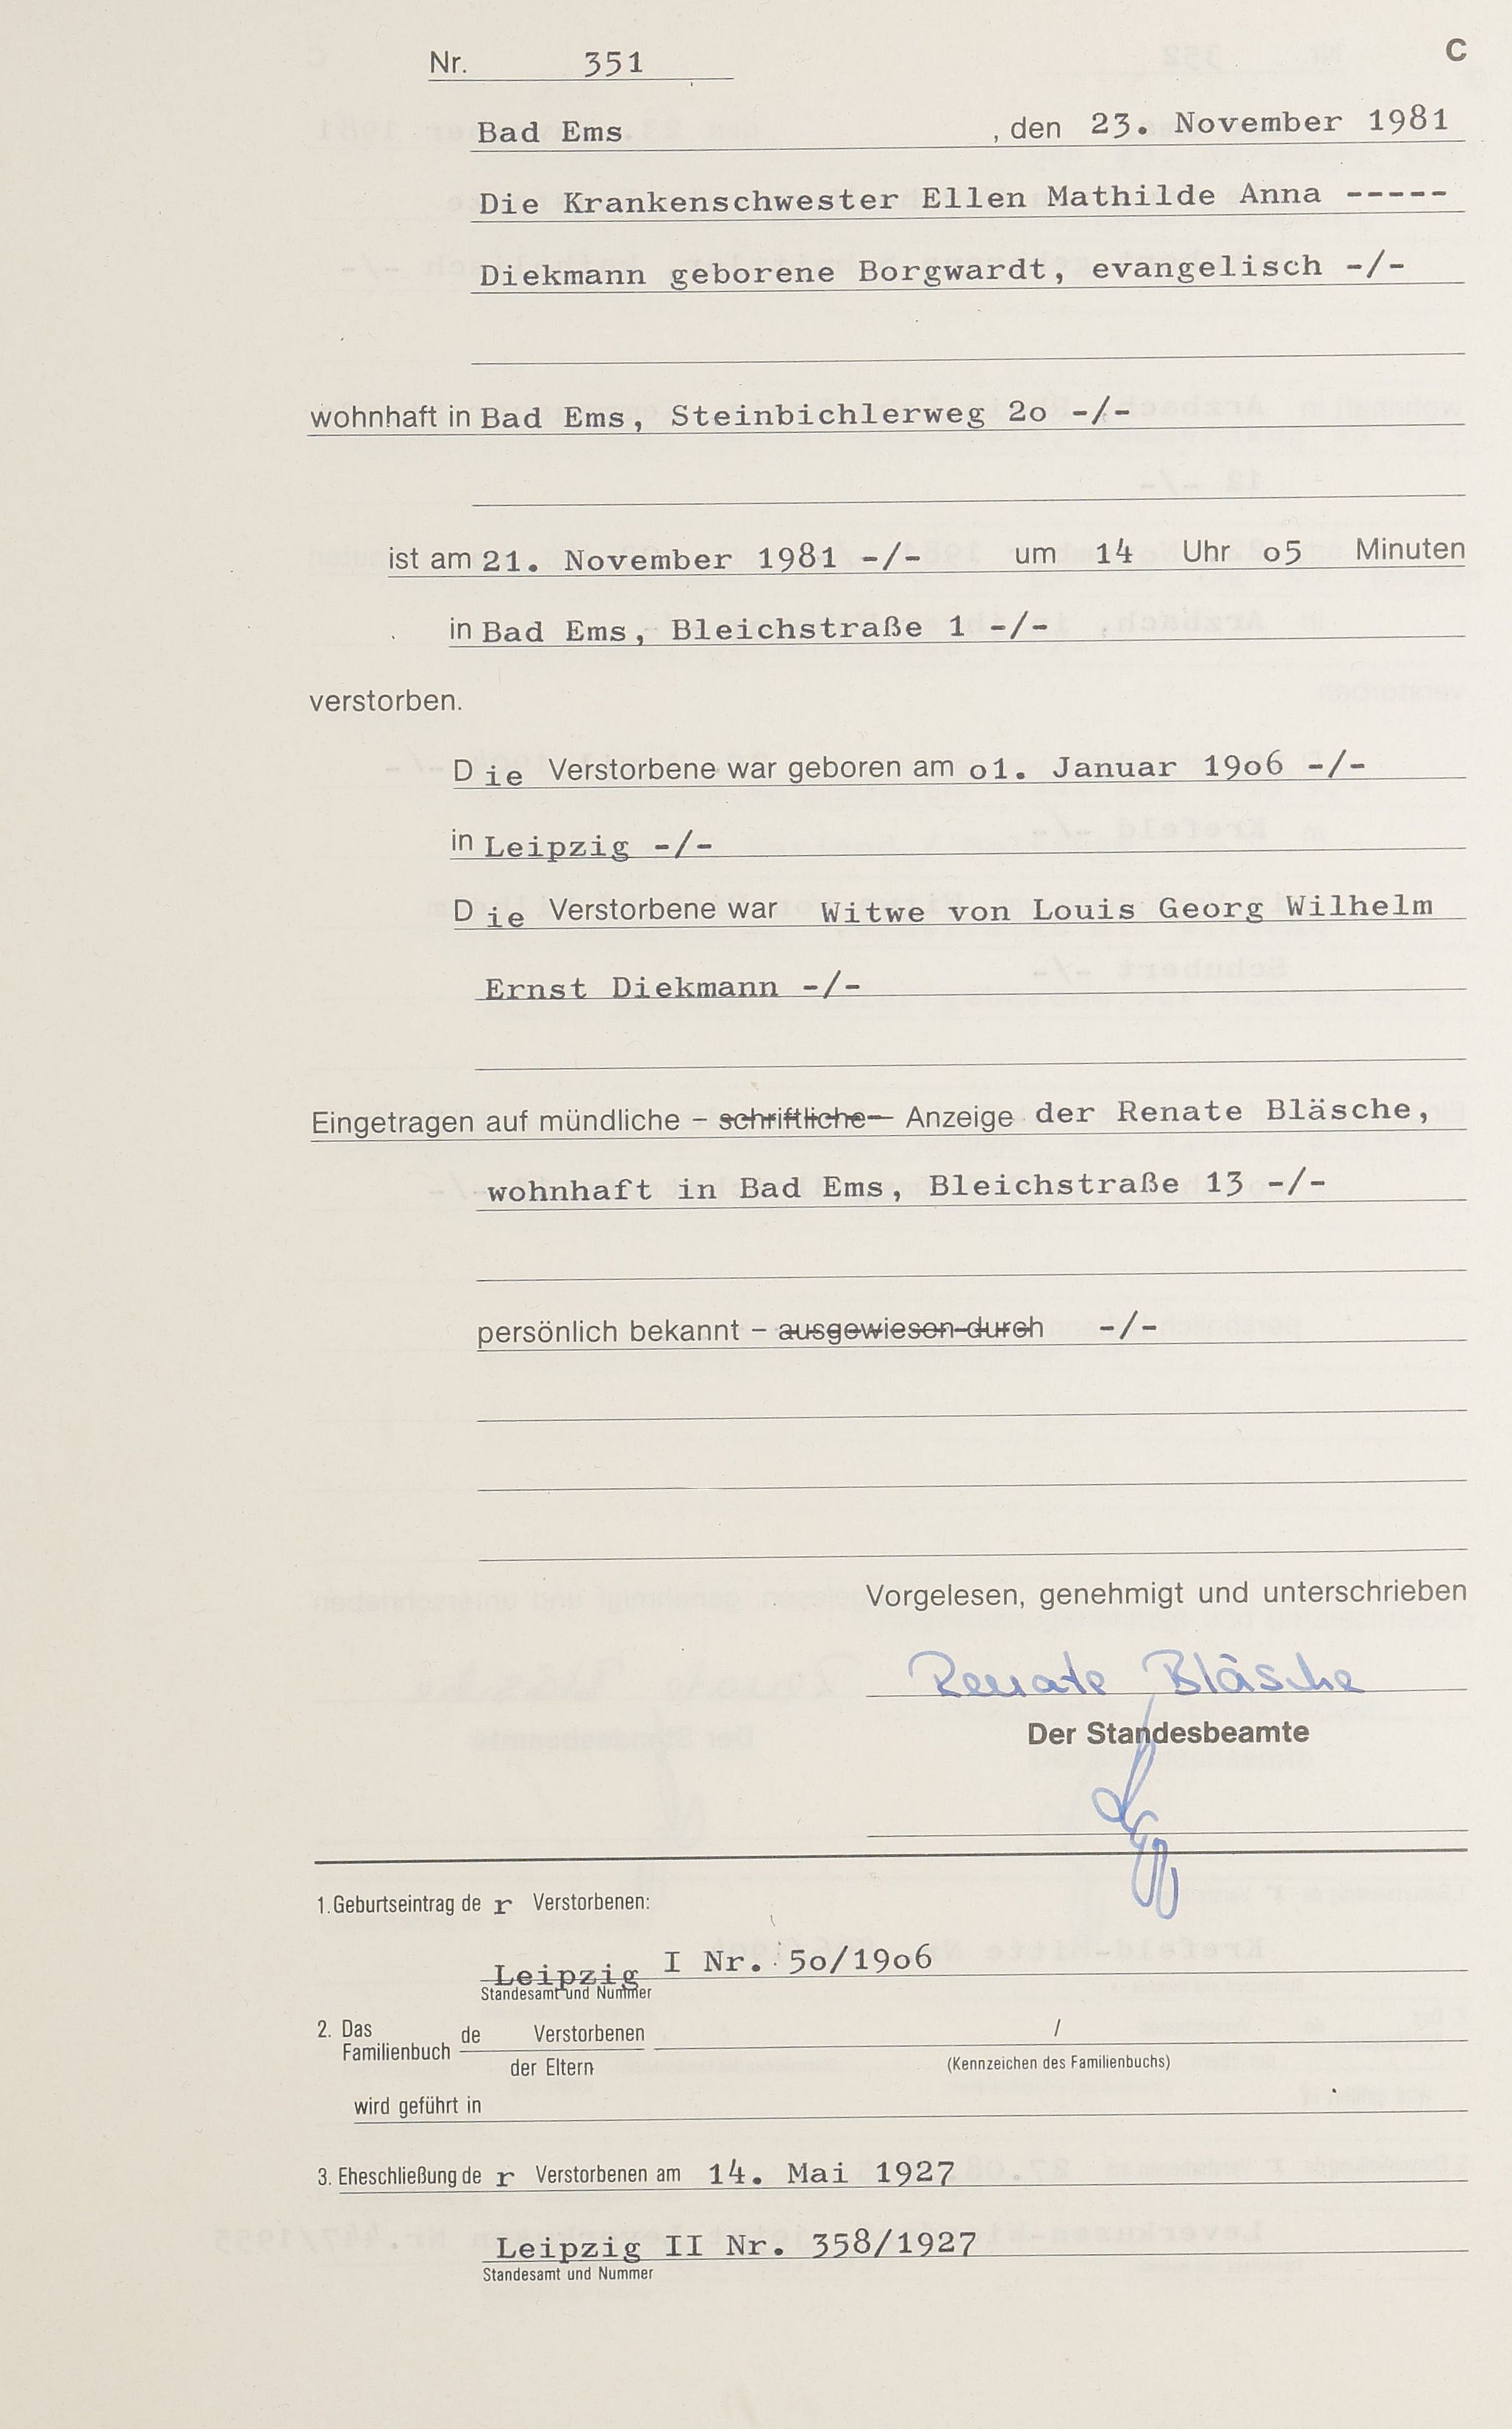 Nr. 351 C
Bad Ems , den 23. November 1981
Die Krankenschwester Ellen Mathilde Anna -----
Diekmann geborene Borgwardt, evangelisch -/-
wohnhaft in Bad Ems, Steinbichlerweg 2o -/-
ist am 21. November 1981 -/- um 14 Uhr o5 Minuten
in Bad Ems, Bleichstraße 1 -/-
verstorben.
Die Verstorbene war geboren am o1. Januar 19o6 -/-
in Leipzig -/-
Die Verstorbene war Witwe von Louis Georg Wilhelm
Ernst Diekmann -/-
Eingetragen auf mündliche – schriftliche – Anzeige der Renate Bläsche,
wohnhaft in Bad Ems, Bleichstraße 13 -/-
persönlich bekannt – ausgewiesen durch -/-
Vorgelesen, genehmigt und unterschrieben
Renate Bläsche
Der Standesbeamte
1. Geburtseintrag de r Verstorbenen:
Leipzig I Nr. 5o/19o6
Standesamt und Nummer
2. Das Familienbuch de Verstorbenen /
der Eltern (Kennzeichen des Familienbuchs)
wird geführt in
3. Eheschließung de r Verstorbenen am 14. Mai 1927
Leipzig II Nr. 358/1927
Standesamt und Nummer